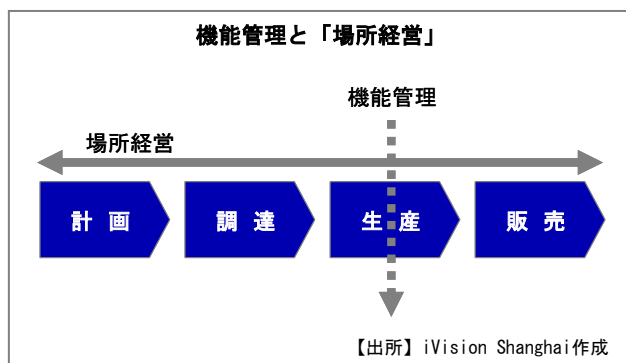 機能管理と「場所経営」
機能管理
場所経営
計 画
調 達
生 産
販 売
【出所】iVision Shanghai作成